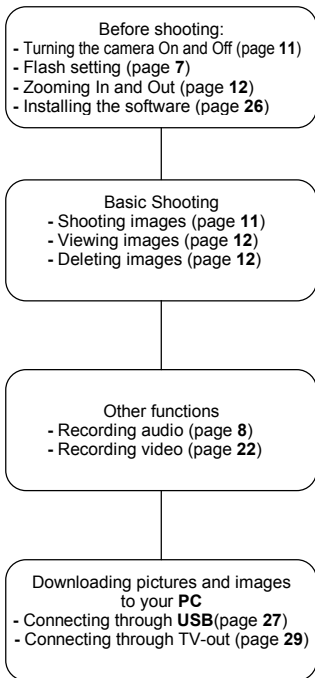 Before shooting:
- Turning the camera On and Off (page 11)
- Flash setting (page 7)
- Zooming In and Out (page 12)
- Installing the software (page 26)
Basic Shooting
- Shooting images (page 11)
- Viewing images (page 12)
- Deleting images (page 12)
Other functions
- Recording audio (page 8)
- Recording video (page 22)
Downloading pictures and images
to your PC
- Connecting through USB(page 27)
- Connecting through TV-out (page 29)